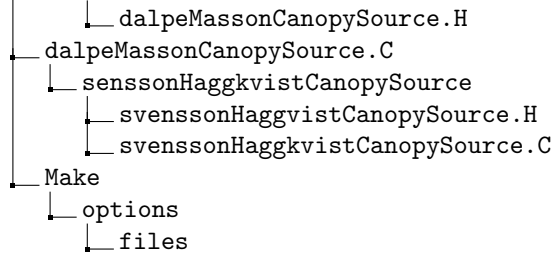 dalpeMassonCanopySource.H
dalpeMassonCanopySource.C
senssonHaggkvistCanopySource
svenssonHaggvistCanopySource.H
svenssonHaggkvistCanopySource.C
Make
options
files